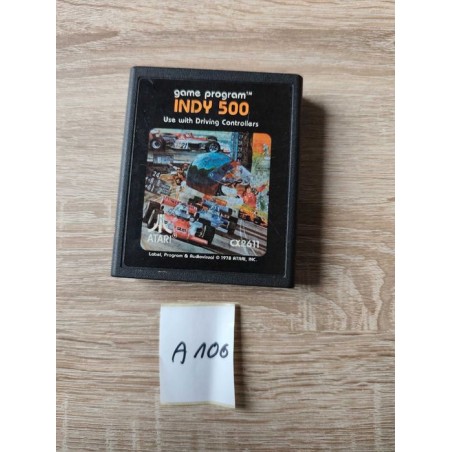 game program™
INDY 500
Use with Driving Controllers
ATARI
CX2611
Label, Program & Audiovisual © 1978 ATARI, INC.
A 106